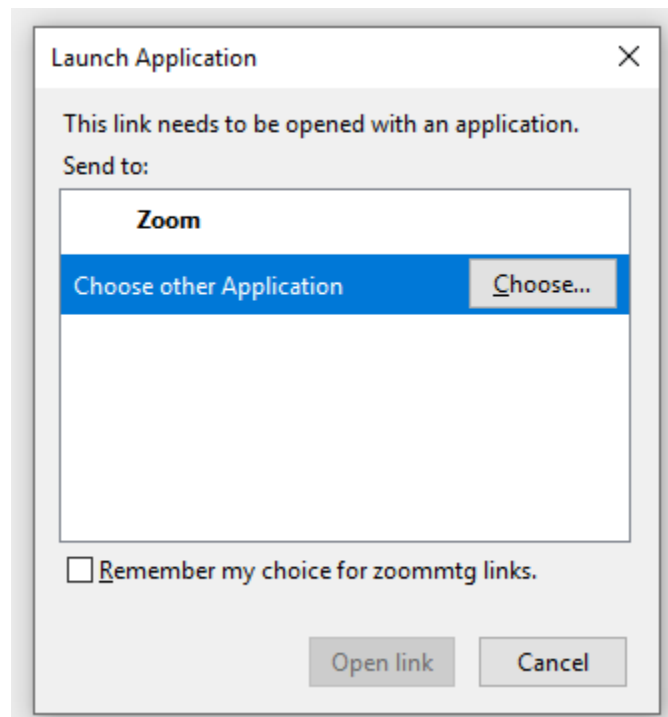 Launch Application
This link needs to be opened with an application.
Send to:
Zoom
Choose other Application
Choose...
Remember my choice for zoommtg links.
Open link
Cancel